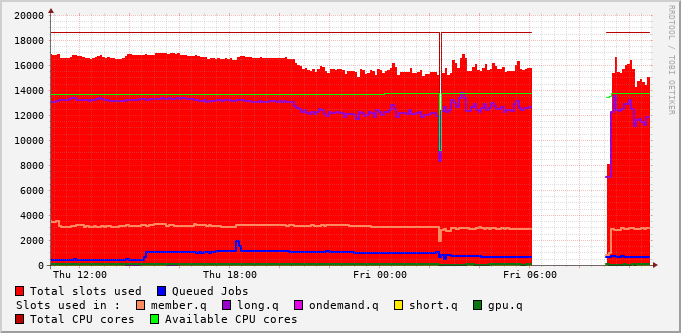 20000
18000
16000
14000
12000
10000
8000
6000
4000
2000
0
Thu 12:00 Thu 18:00 Fri 00:00 Fri 06:00
Total slots used Queued Jobs
Slots used in : member.q long.q ondemand.q short.q gpu.q
Total CPU cores Available CPU cores
RRDTOOL / TOBI OETIKER